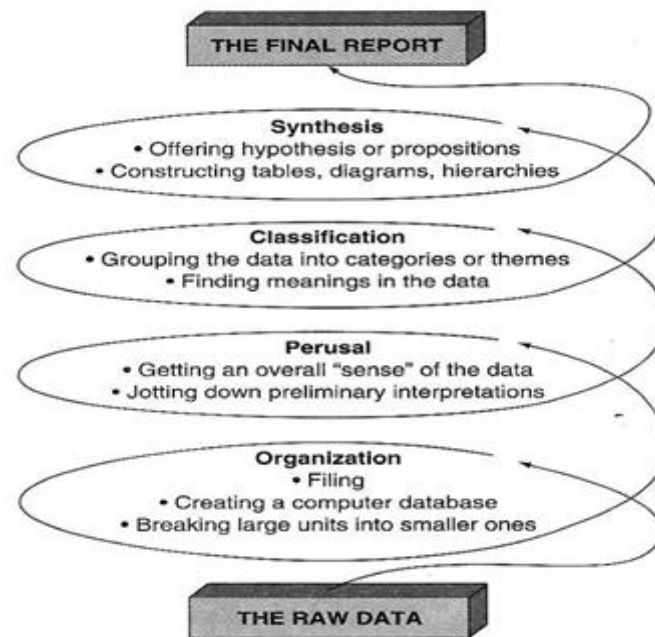 THE FINAL REPORT
Synthesis
• Offering hypothesis or propositions
• Constructing tables, diagrams, hierarchies
Classification
• Grouping the data into categories or themes
• Finding meanings in the data
Perusal
• Getting an overall “sense” of the data
• Jotting down preliminary interpretations
Organization
• Filing
• Creating a computer database
• Breaking large units into smaller ones
THE RAW DATA